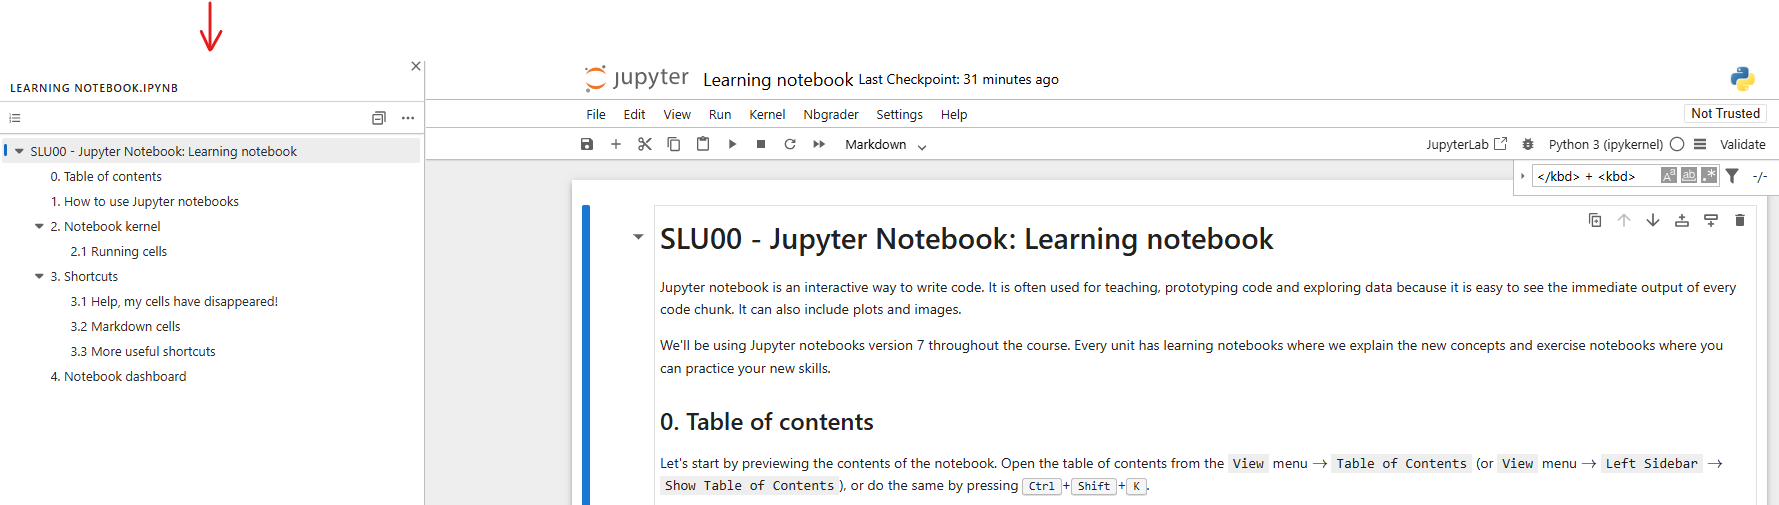 LEARNING NOTEBOOK.IPYNB
SLU00 - Jupyter Notebook: Learning notebook
0. Table of contents
1. How to use Jupyter notebooks
2. Notebook kernel
2.1 Running cells
3. Shortcuts
3.1 Help, my cells have disappeared!
3.2 Markdown cells
3.3 More useful shortcuts
4. Notebook dashboard
jupyter Learning notebook Last Checkpoint: 31 minutes ago
File Edit View Run Kernel Nbgrader Settings Help
Not Trusted
Markdown
JupyterLab Python 3 (ipykernel) Validate
</kbd> + <kbd> Aa ab .* -/-
SLU00 - Jupyter Notebook: Learning notebook
Jupyter notebook is an interactive way to write code. It is often used for teaching, prototyping code and exploring data because it is easy to see the immediate output of every
code chunk. It can also include plots and images.
We'll be using Jupyter notebooks version 7 throughout the course. Every unit has learning notebooks where we explain the new concepts and exercise notebooks where you
can practice your new skills.
0. Table of contents
Let's start by previewing the contents of the notebook. Open the table of contents from the View menu → Table of Contents (or View menu → Left Sidebar →
Show Table of Contents), or do the same by pressing Ctrl+Shift+K.